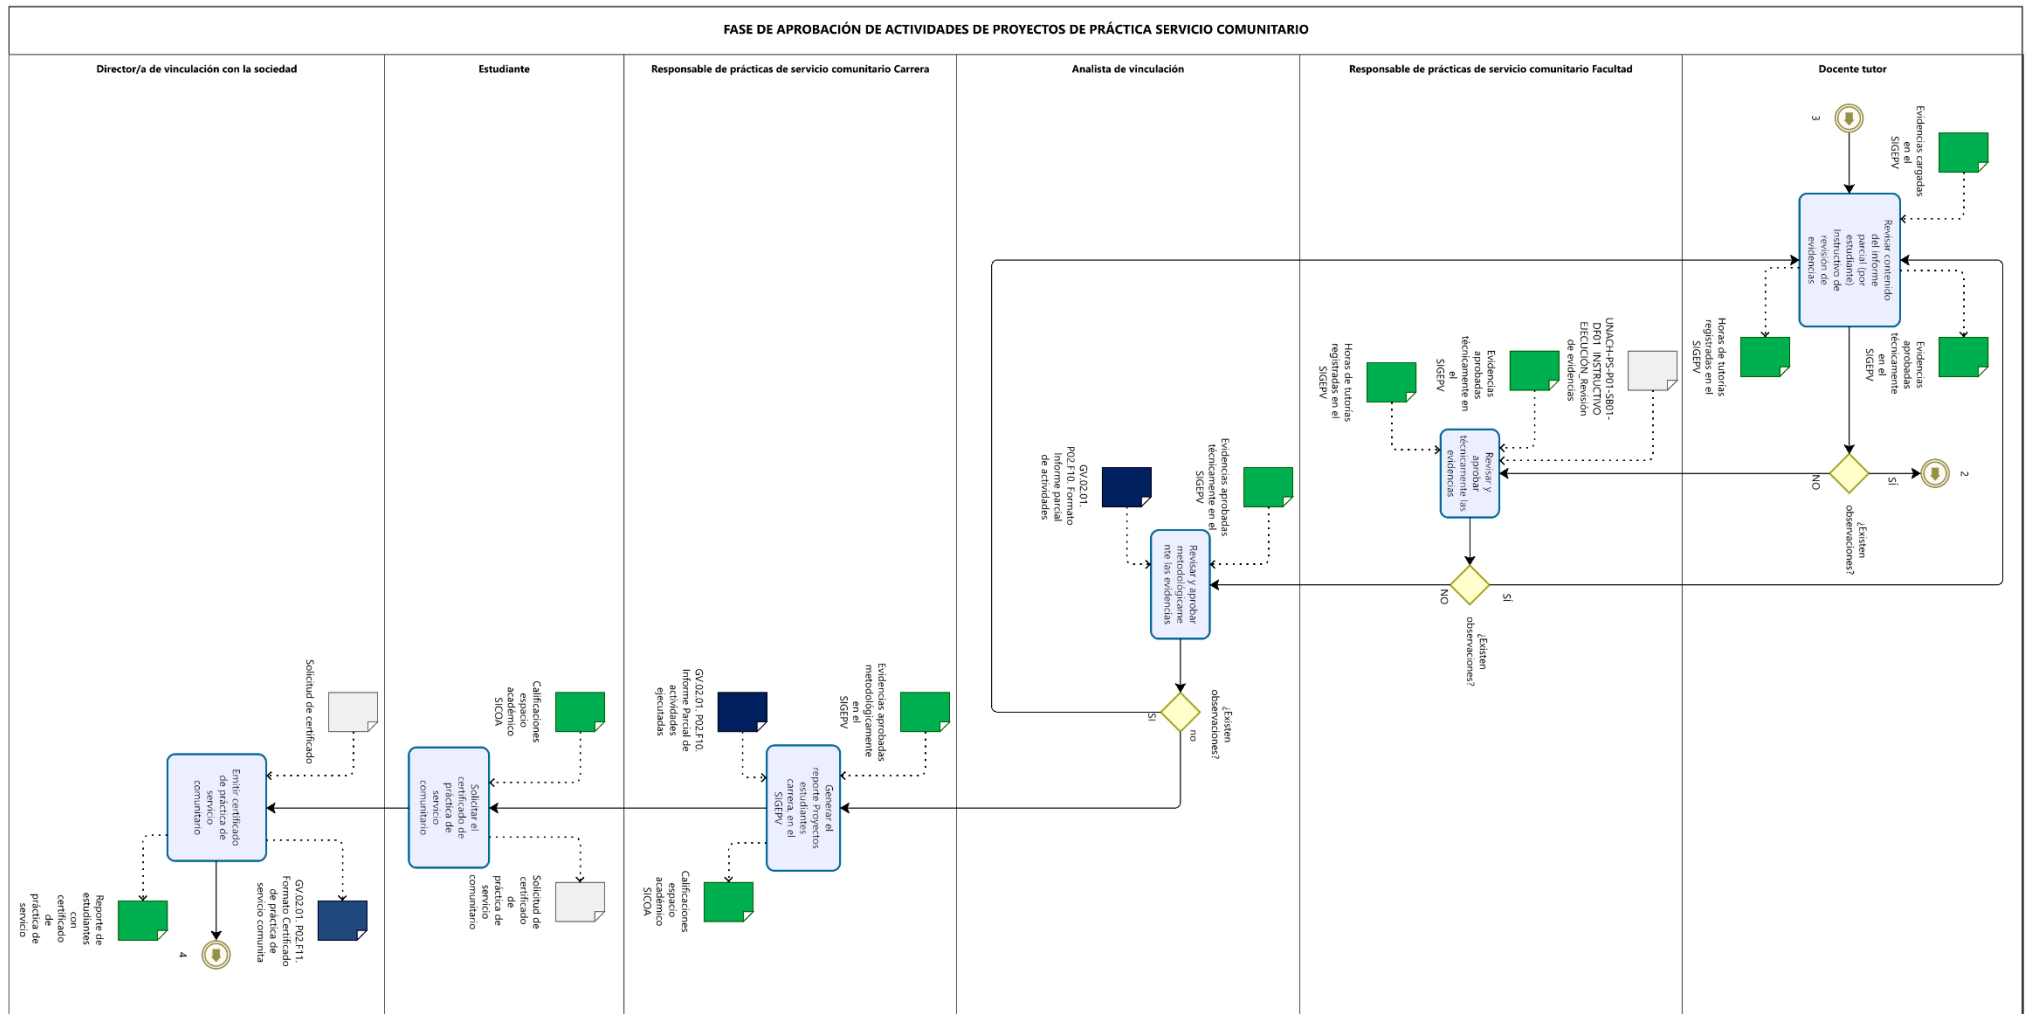 FASE DE APROBACIÓN DE ACTIVIDADES DE PROYECTOS DE PRÁCTICA SERVICIO COMUNITARIO
Director/a de vinculación con la sociedad
Estudiante
Responsable de prácticas de servicio comunitario Carrera
Analista de vinculación
Responsable de prácticas de servicio comunitario Facultad
Docente tutor
3
Evidencias cargadas
en el
SIGEPV
Revisar contenido
del informe
parcial (por
estudiante)
Instructivo de
revisión de
evidencias
Horas de tutorías
registradas en el
SIGEPV
Evidencias
aprobadas
técnicamente
en el
SIGEPV
2
SÍ
NO
¿Existen
observaciones?
UNACH-PS-P01-SB01-
DF01_INSTRUCTIVO
EJECUCIÓN_Revisión
de evidencias
Evidencias
aprobadas
técnicamente en
el
SIGEPV
Horas de tutorías
registradas en el
SIGEPV
Revisar y
aprobar
técnicamente las
evidencias
SÍ
NO
¿Existen
observaciones?
Evidencias aprobadas
técnicamente en el
SIGEPV
GV.02.01.
P02.F10. Formato
Informe parcial
de actividades
Revisar y aprobar
metodológicame
nte las evidencias
¿Existen
observaciones?
SI
no
Evidencias aprobadas
metodológicamente
en el
SIGEPV
GV.02.01. P02.F10.
Informe Parcial de
actividades
ejecutadas
Generar el
reporte Proyectos
estudiantes
carrera, en el
SIGEPV
Calificaciones
espacio
académico
SICOA
Calificaciones
espacio
académico
SICOA
Solicitar el
certificado de
práctica de
servicio
comunitario
Solicitud de
certificado
de
práctica de
servicio
comunitario
Solicitud de certificado
Emitir certificado
de práctica de
servicio
comunitario
GV.02.01. P02.F11.
Formato Certificado
de práctica de
servicio comunita
Reporte de
estudiantes
con
certificado
de
práctica de
servicio
4